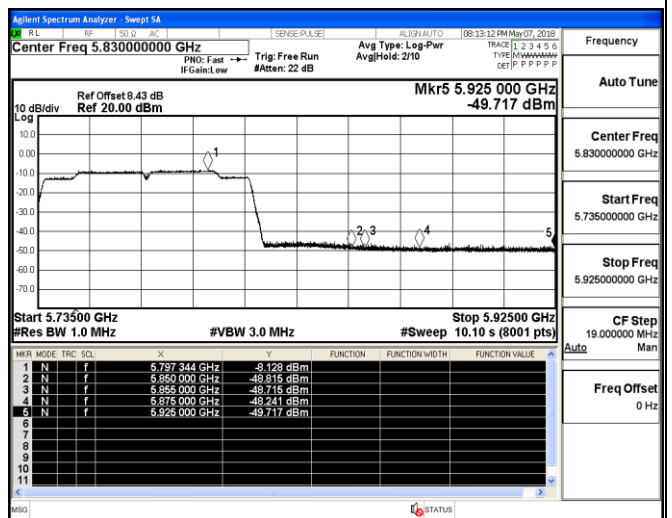 Agilent Spectrum Analyzer - Swept SA
RL RF 50 Ω AC SENSE:PULSE ALIGN AUTO 08:13:12 PM May 07, 2018
Center Freq 5.830000000 GHz
PNO: Fast
IFGain:Low
Trig: Free Run
#Atten: 22 dB
Avg Type: Log-Pwr
Avg|Hold: 2/10
TRACE 1 2 3 4 5 6
TYPE M W W W W W
DET P P P P P P
Ref Offset 8.43 dB
10 dB/div Ref 20.00 dBm
Log
Mkr5 5.925 000 GHz
-49.717 dBm
10.0
0.00
-10.0
-20.0
-30.0
-40.0
-50.0
-60.0
-70.0
1
2 3 4 5
Start 5.73500 GHz Stop 5.92500 GHz
#Res BW 1.0 MHz #VBW 3.0 MHz #Sweep 10.10 s (8001 pts)
MKR MODE TRC SCL X Y FUNCTION FUNCTION WIDTH FUNCTION VALUE
1 N f 5.797 344 GHz -8.128 dBm
2 N f 5.850 000 GHz -48.815 dBm
3 N f 5.855 000 GHz -48.715 dBm
4 N f 5.875 000 GHz -48.241 dBm
5 N f 5.925 000 GHz -49.717 dBm
6
7
8
9
10
11
MSG STATUS
Frequency
Auto Tune
Center Freq
5.830000000 GHz
Start Freq
5.735000000 GHz
Stop Freq
5.925000000 GHz
CF Step
19.000000 MHz
Auto Man
Freq Offset
0 Hz